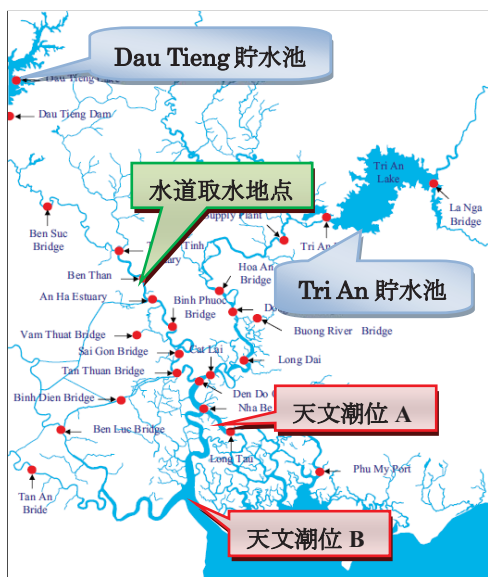 Dau Tieng 貯水池
Dau Tieng Dam
水道取水地点
Tri An
Lake
La Nga
Bridge
Supply Plant
Tri An
Ben Suc
Bridge
Tinh
Ben Than
Hoa An
Bridge
Tri An 貯水池
An Ha Estuary
Binh Phuoc
Bridge
Buong River Bridge
Vam Thuat Bridge
Sai Gon Bridge
Cat Lai
Long Dai
Tan Thuan Bridge
Binh Dien Bridge
Den Do
Nha Be
天文潮位 A
Ben Luc Bridge
Long Tau
Phu My Port
Tan An
Bride
天文潮位 B